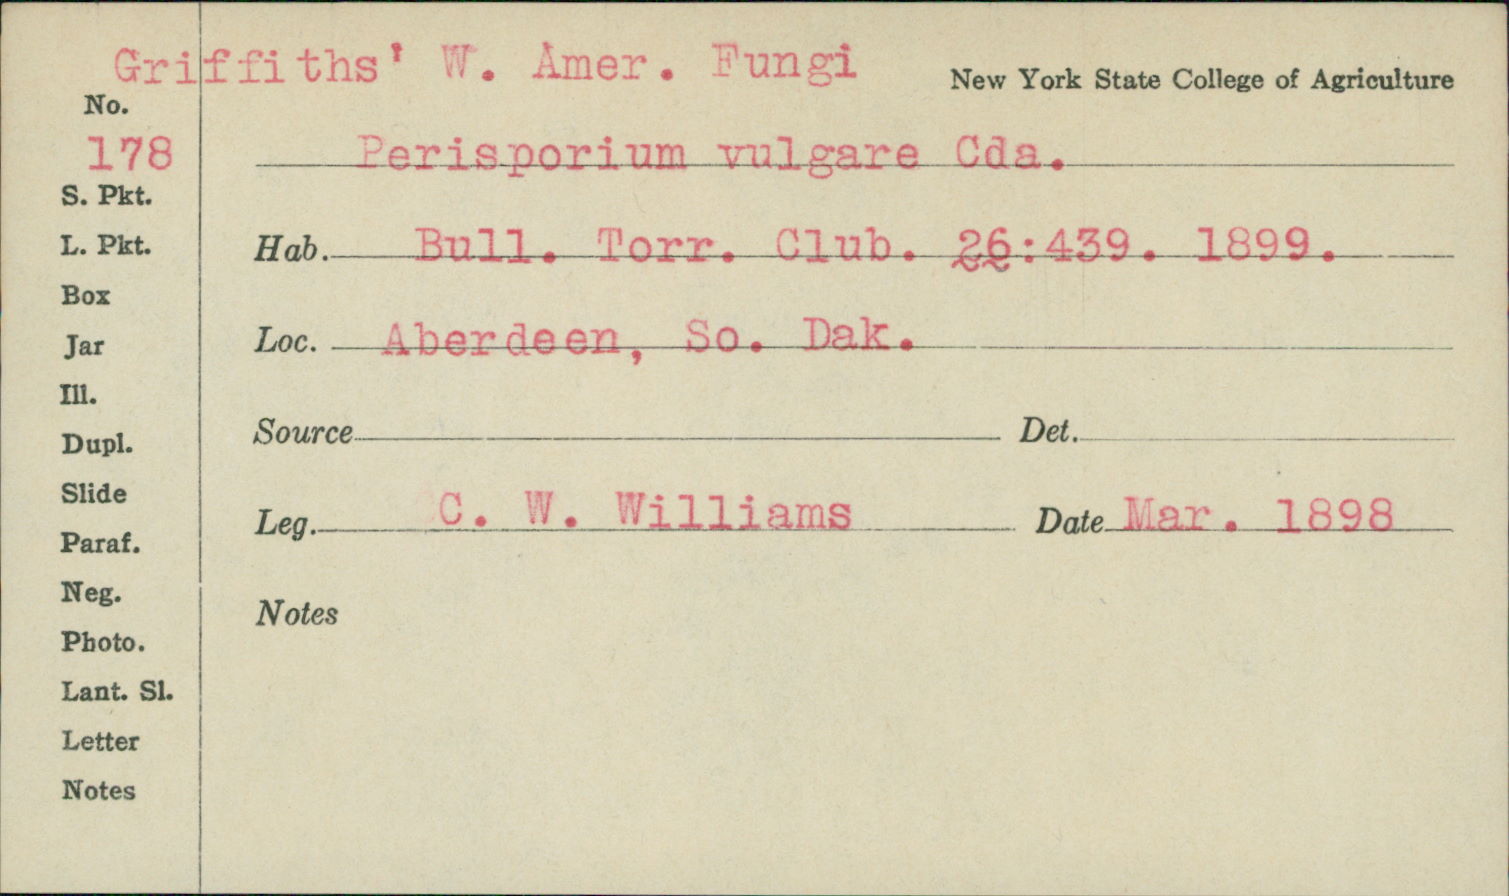 Griffiths' W. Amer. Fungi
New York State College of Agriculture
No.
178
Perisporium vulgare Cda.
S. Pkt.
L. Pkt.
Hab. Bull. Torr. Club. 26:439. 1899.
Box
Jar
Loc. Aberdeen, So. Dak.
Ill.
Dupl.
Source Det.
Slide
Leg. C. W. Williams Date Mar. 1898
Paraf.
Neg.
Notes
Photo.
Lant. Sl.
Letter
Notes